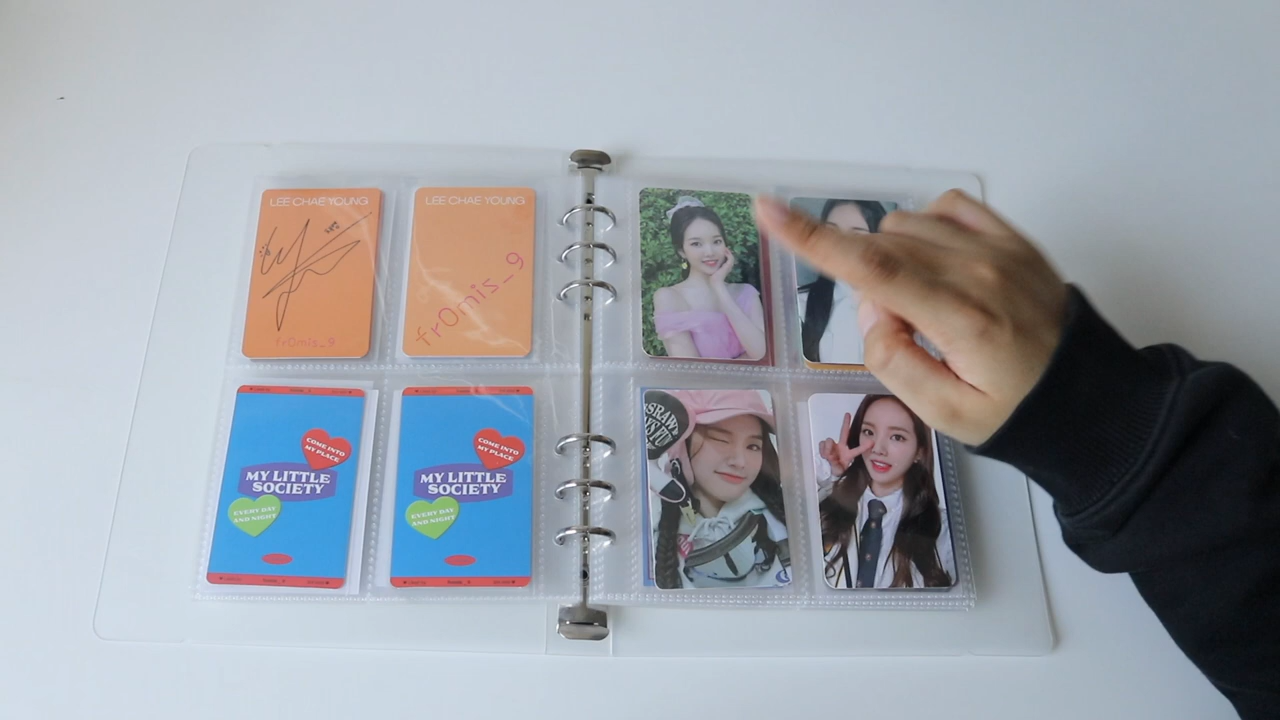 LEE CHAE YOUNG
fr0mis_9
LEE CHAE YOUNG
fr0mis_9
COME INTO
MY PLACE
MY LITTLE
SOCIETY
EVERY DAY
AND NIGHT
COME INTO
MY PLACE
MY LITTLE
SOCIETY
EVERY DAY
AND NIGHT